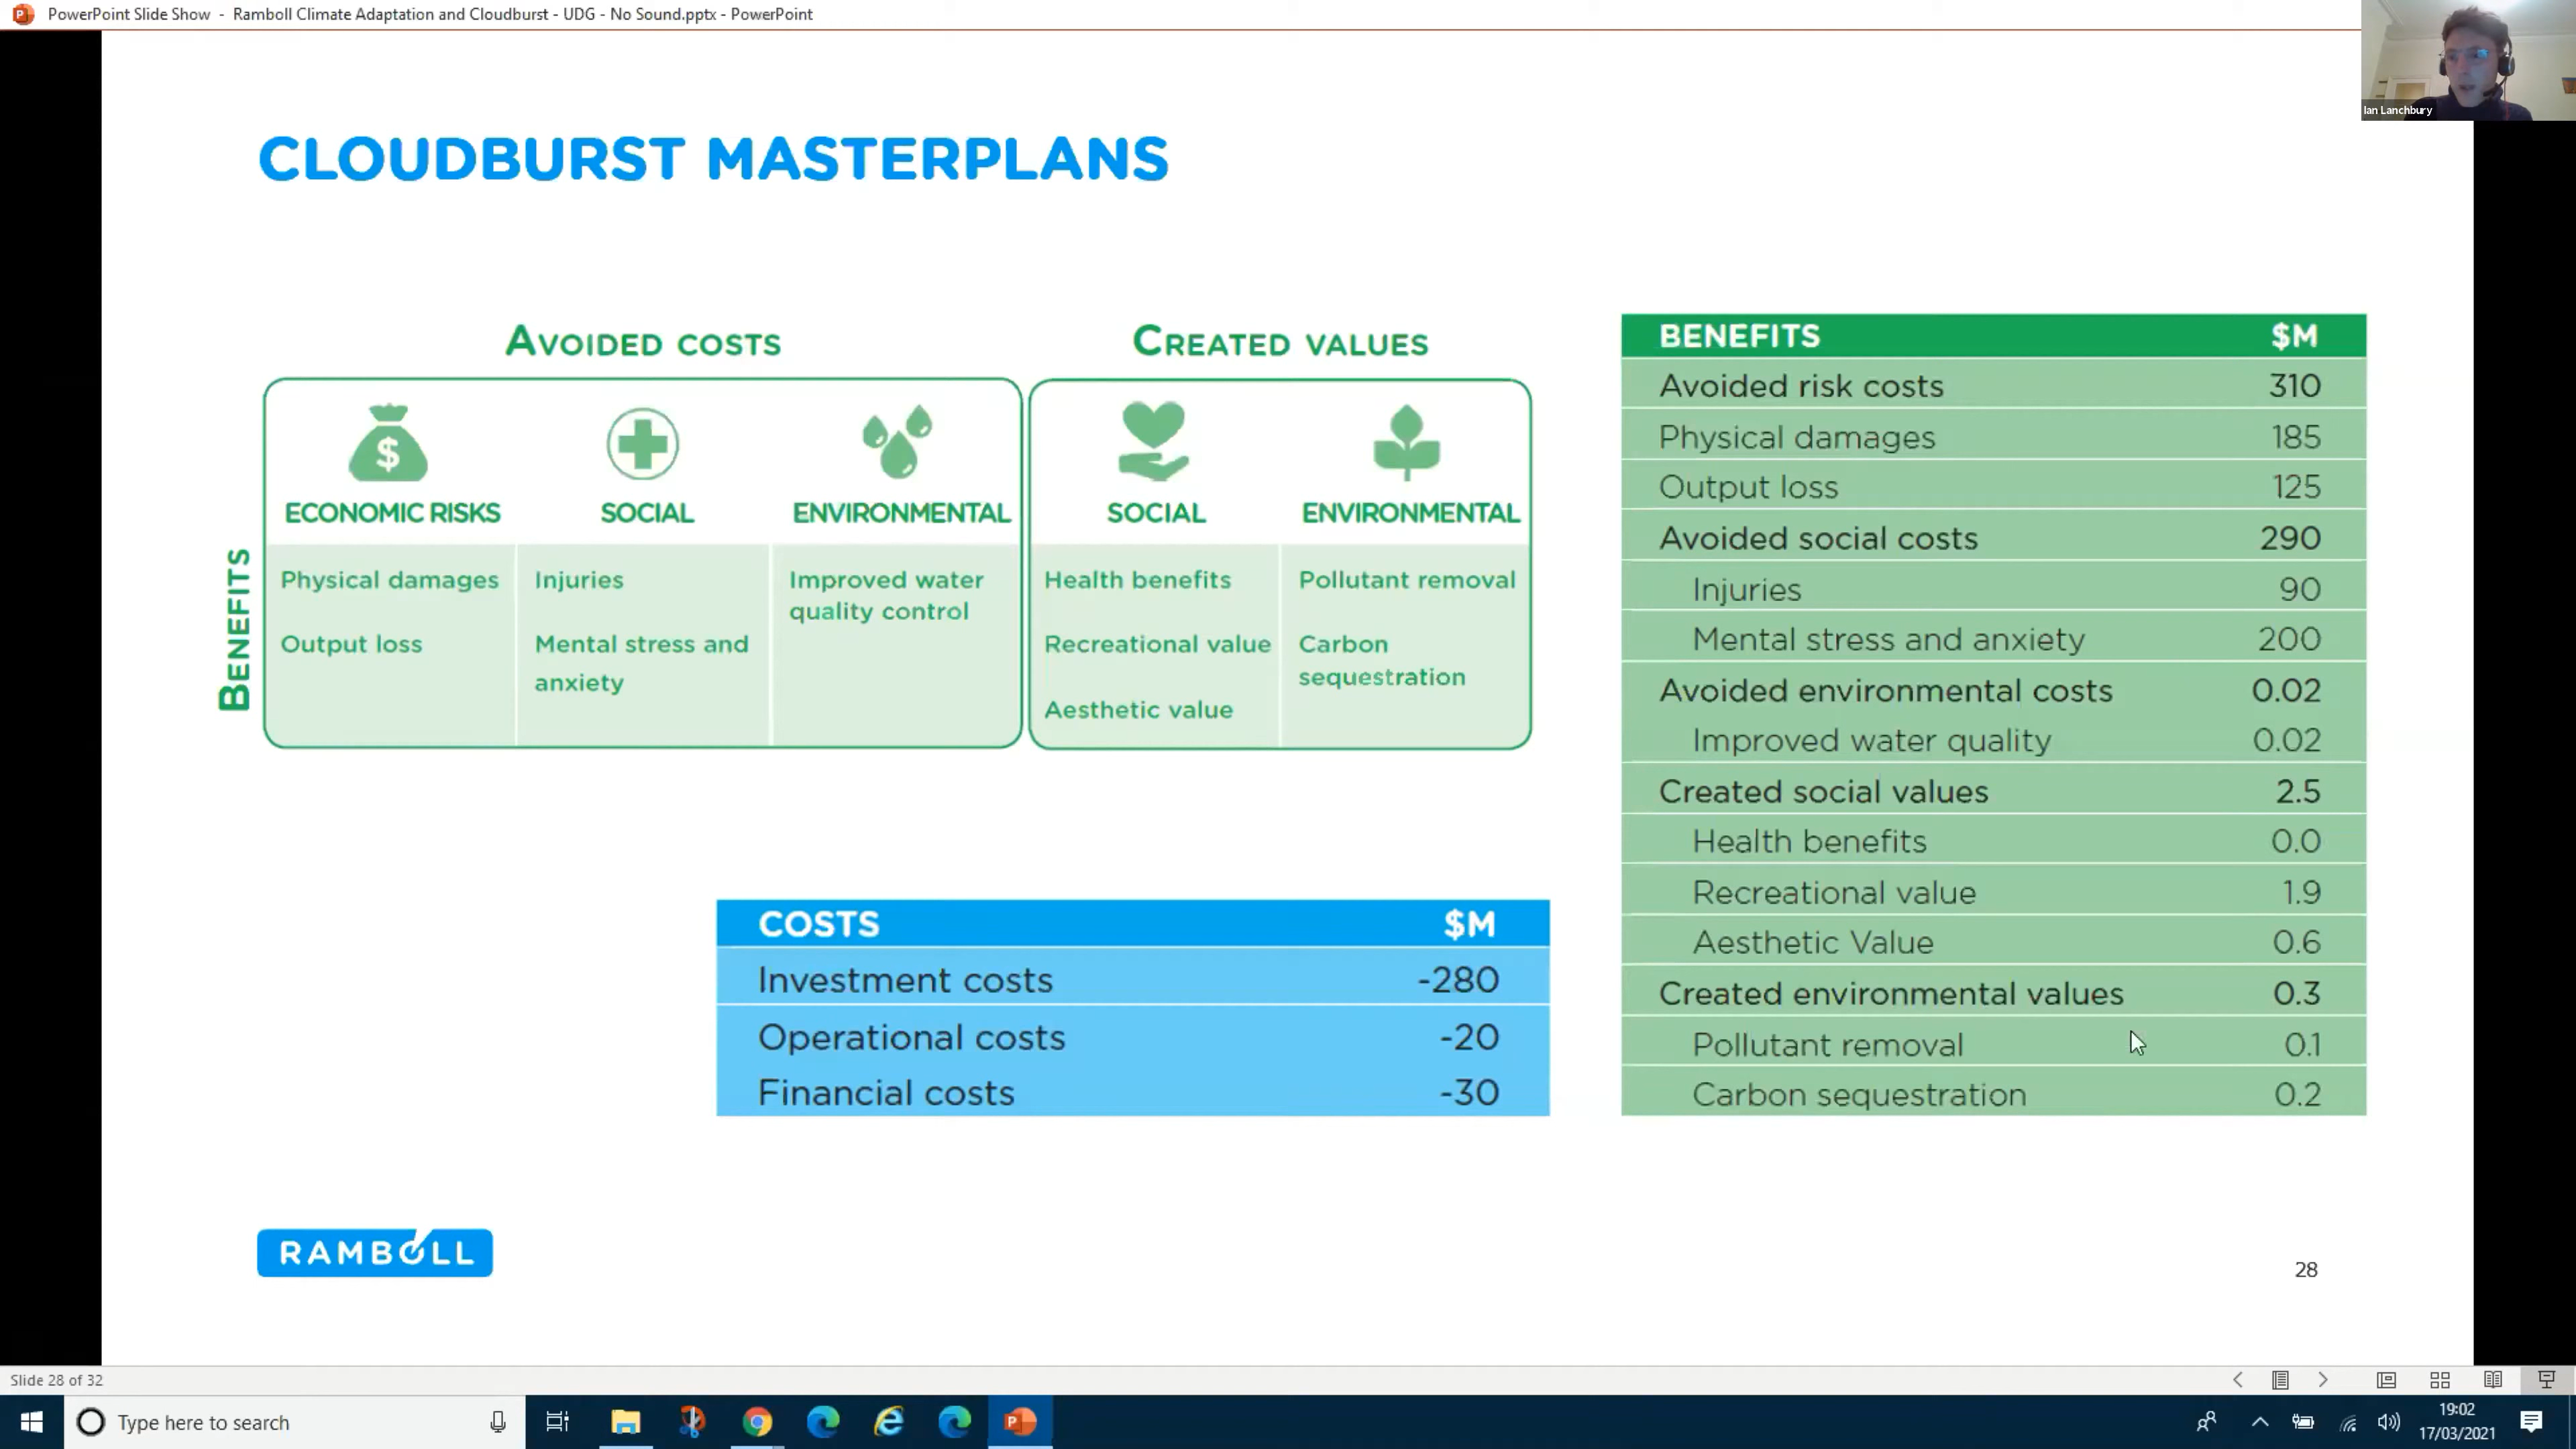 PowerPoint Slide Show - Ramboll Climate Adaptation and Cloudburst - UDG - No Sound.pptx - PowerPoint
Ian Lanchbury
CLOUDBURST MASTERPLANS
AVOIDED COSTS
CREATED VALUES
BENEFITS
$
ECONOMIC RISKS
SOCIAL
ENVIRONMENTAL
SOCIAL
ENVIRONMENTAL
Physical damages
Output loss
Injuries
Mental stress and
anxiety
Improved water
quality control
Health benefits
Recreational value
Aesthetic value
Pollutant removal
Carbon
sequestration
COSTS $M
Investment costs -280
Operational costs -20
Financial costs -30
BENEFITS $M
Avoided risk costs 310
Physical damages 185
Output loss 125
Avoided social costs 290
Injuries 90
Mental stress and anxiety 200
Avoided environmental costs 0.02
Improved water quality 0.02
Created social values 2.5
Health benefits 0.0
Recreational value 1.9
Aesthetic Value 0.6
Created environmental values 0.3
Pollutant removal 0.1
Carbon sequestration 0.2
RAMBOLL
28
Slide 28 of 32
Type here to search
19:02
17/03/2021